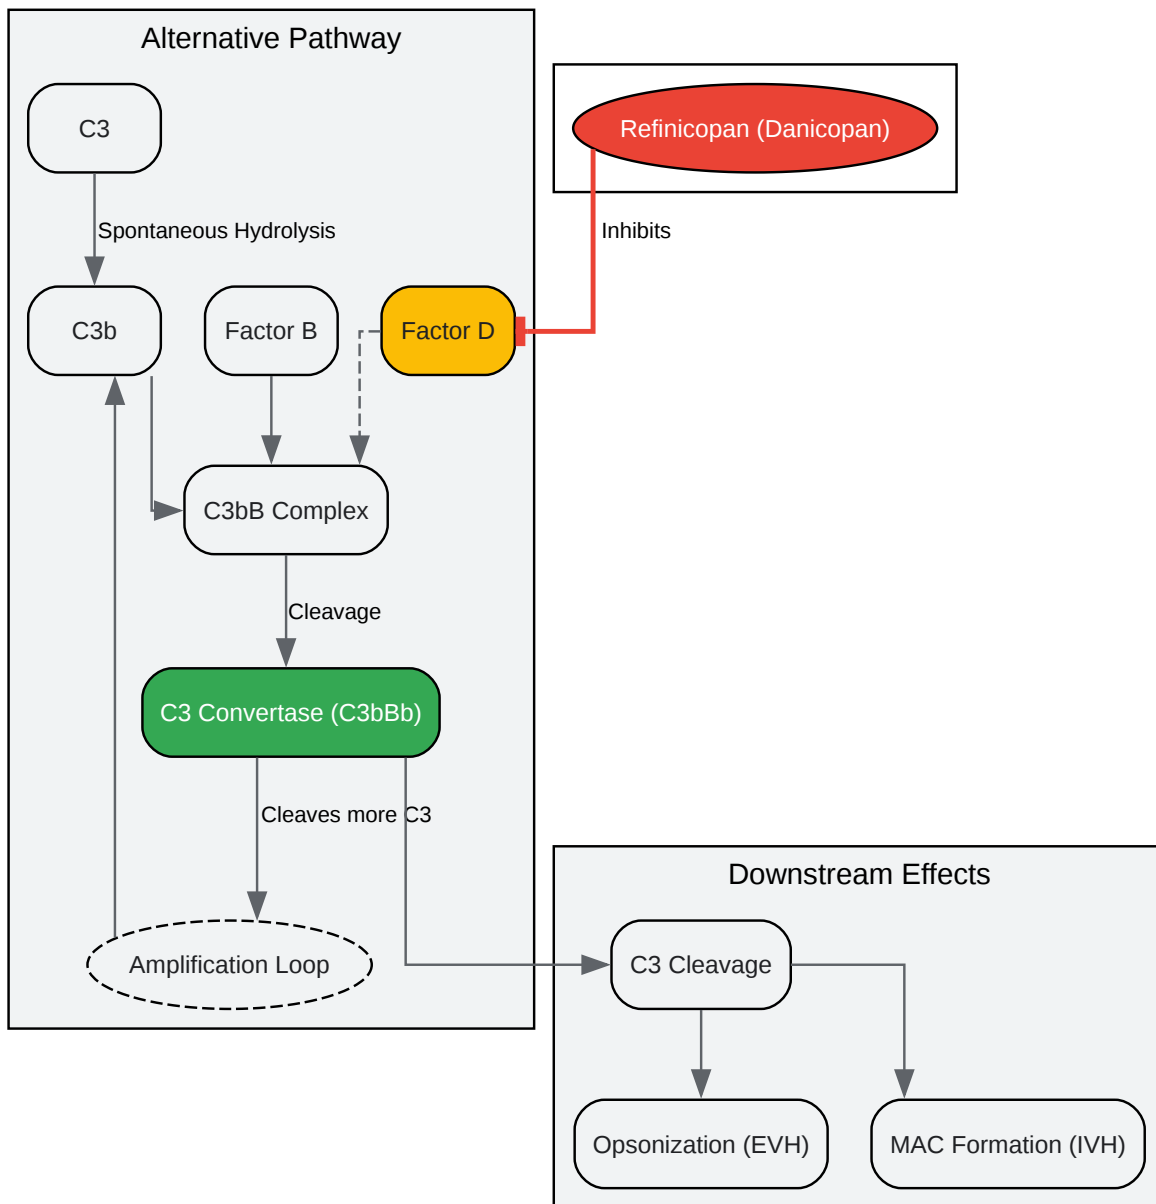 Alternative Pathway
C3
Refinicopan (Danicopan)
Spontaneous Hydrolysis
Inhibits
C3b
Factor B
Factor D
C3bB Complex
Cleavage
C3 Convertase (C3bBb)
Cleaves more C3
Downstream Effects
Amplification Loop
C3 Cleavage
Opsonization (EVH)
MAC Formation (IVH)